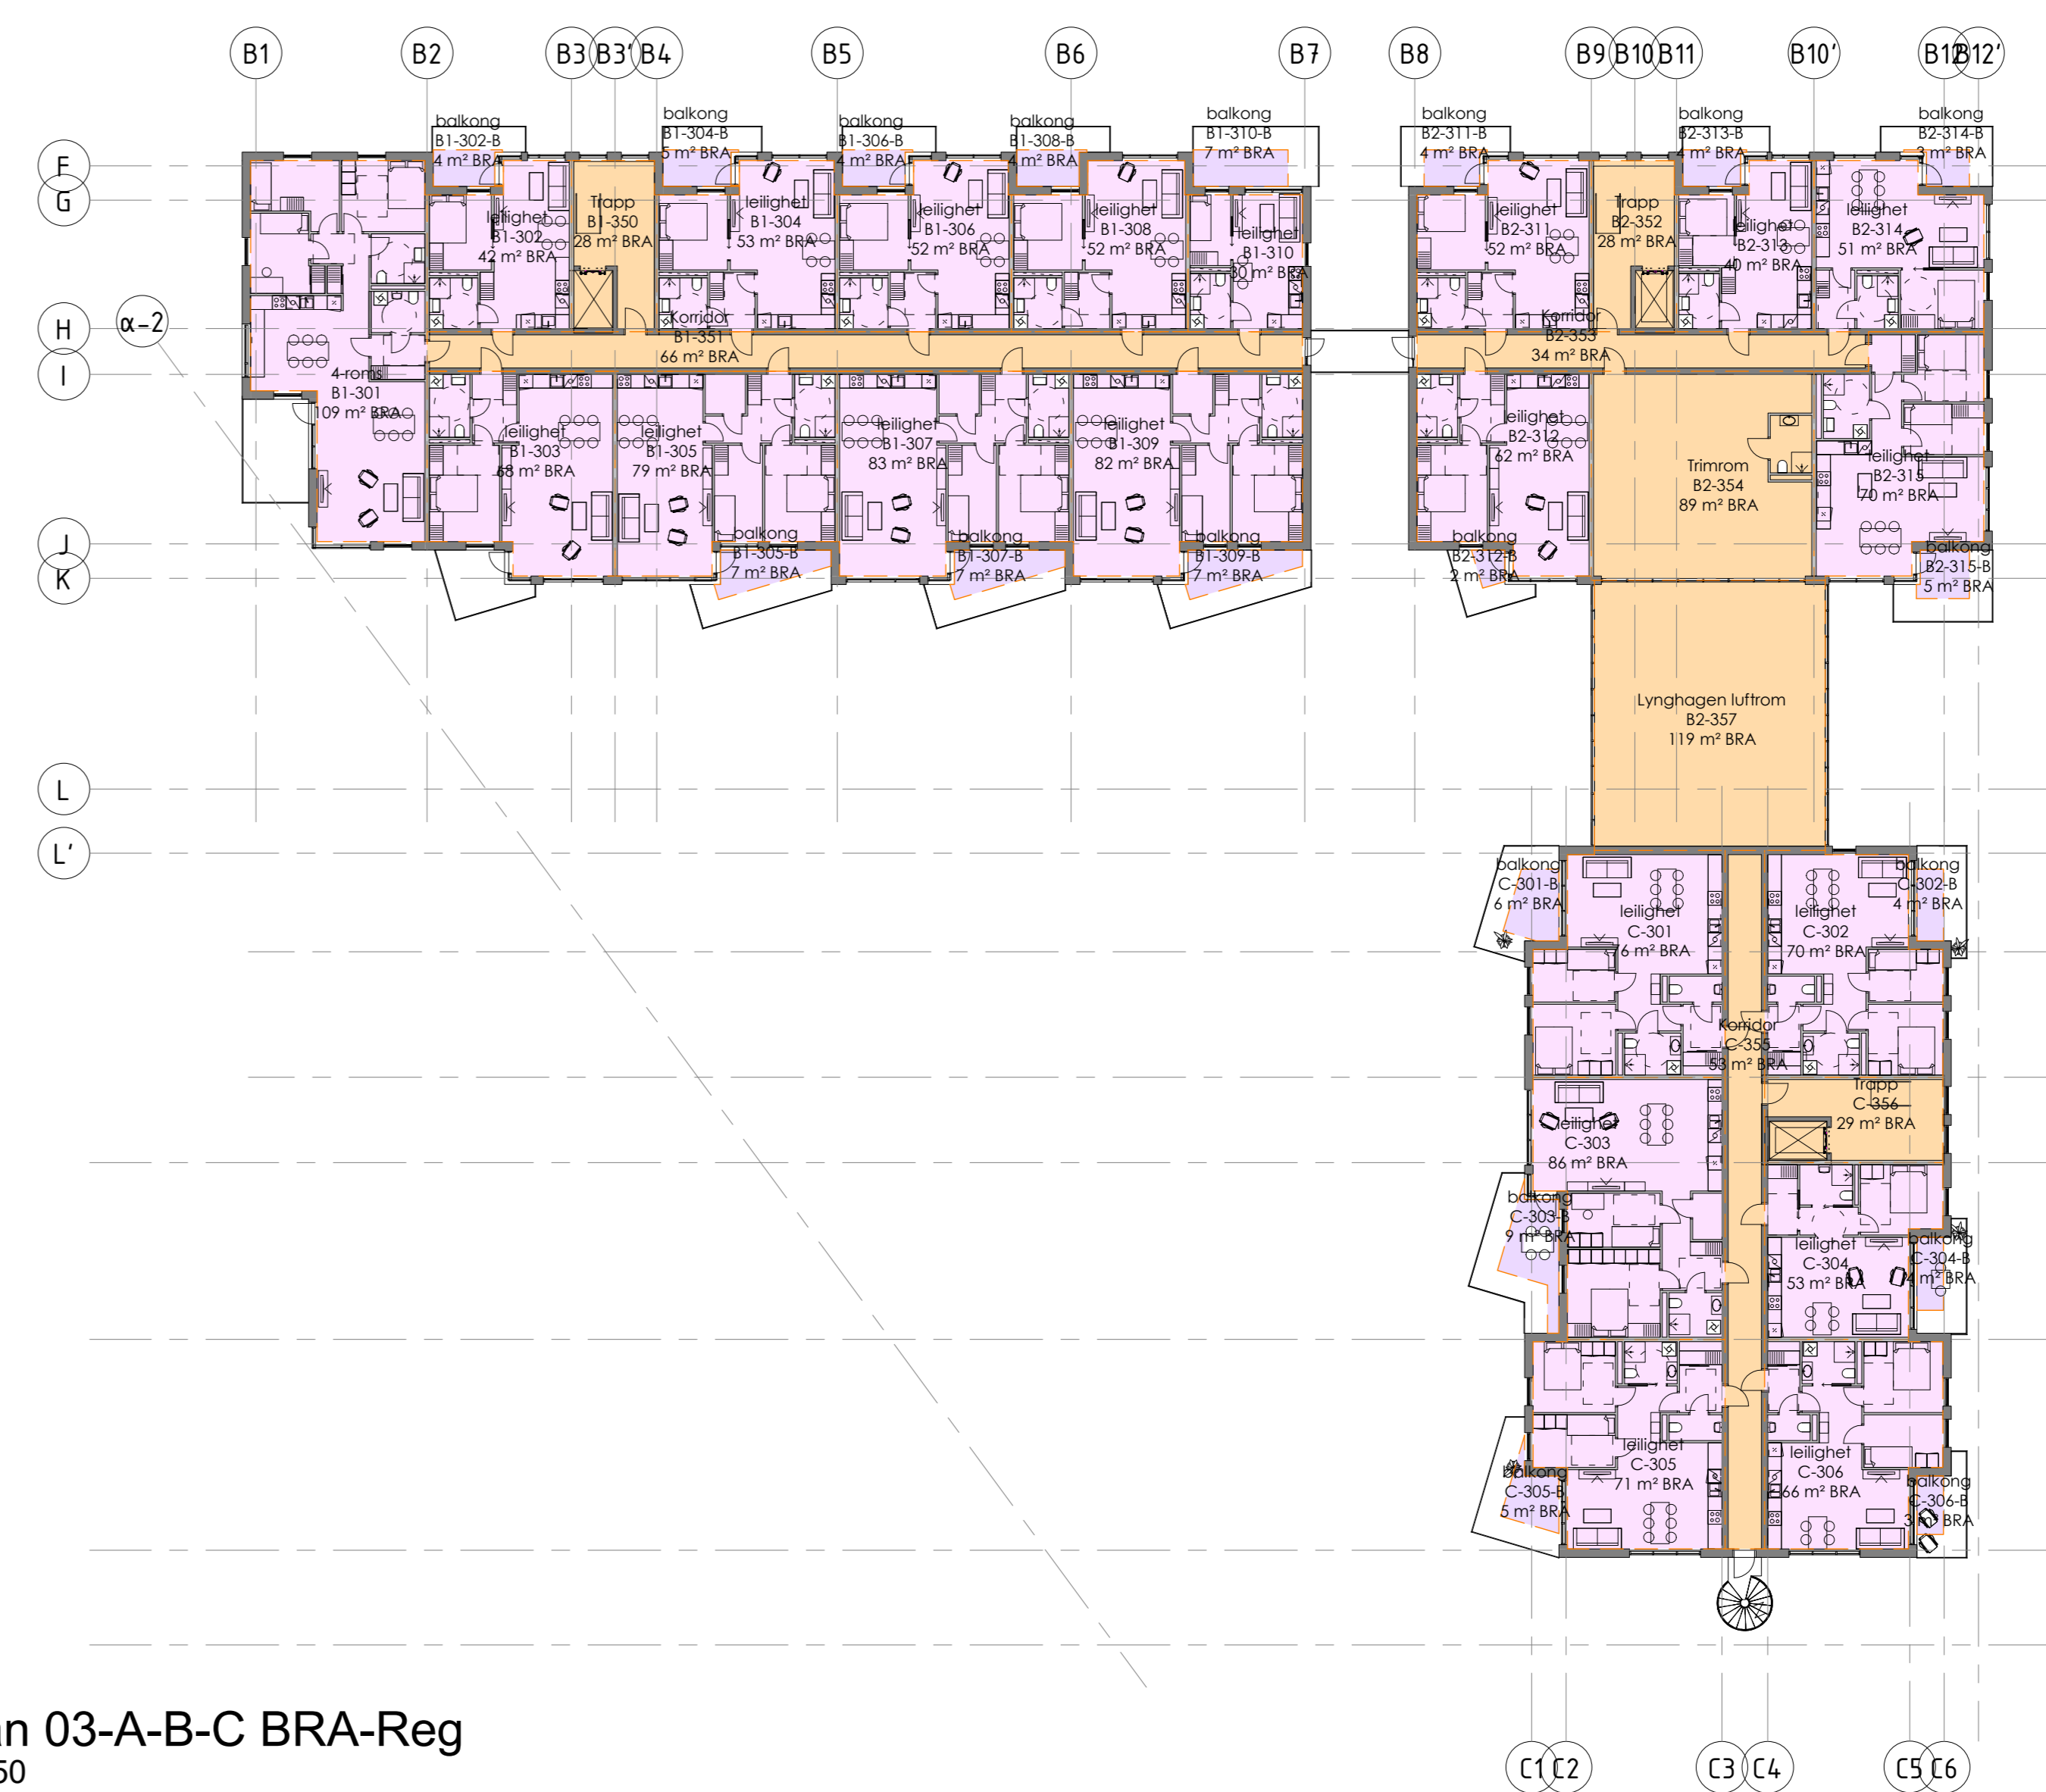 B1
B2
B3
B3'
B4
B5
B6
B7
B8
B9
B10
B11
B10'
B12
B12'
F
G
H
α-2
I
J
K
L
L'
balkong
B1-302-B
4 m² BRA
balkong
B1-304-B
5 m² BRA
balkong
B1-306-B
4 m² BRA
balkong
B1-308-B
4 m² BRA
balkong
B1-310-B
7 m² BRA
balkong
B2-311-B
4 m² BRA
balkong
B2-313-B
4 m² BRA
balkong
B2-314-B
3 m² BRA
leilighet
B1-302
42 m² BRA
Trapp
B1-350
28 m² BRA
leilighet
B1-304
53 m² BRA
leilighet
B1-306
52 m² BRA
leilighet
B1-308
52 m² BRA
leilighet
B1-310
30 m² BRA
leilighet
B2-311
52 m² BRA
Trapp
B2-352
28 m² BRA
leilighet
B2-313
40 m² BRA
leilighet
B2-314
51 m² BRA
Korridor
B1-351
66 m² BRA
Korridor
B2-353
34 m² BRA
4-roms
B1-301
109 m² BRA
leilighet
B1-303
68 m² BRA
leilighet
B1-305
79 m² BRA
leilighet
B1-307
83 m² BRA
leilighet
B1-309
82 m² BRA
leilighet
B2-312
62 m² BRA
Trimrom
B2-354
89 m² BRA
leilighet
B2-315
70 m² BRA
balkong
B1-305-B
7 m² BRA
balkong
B1-307-B
7 m² BRA
balkong
B1-309-B
7 m² BRA
balkong
B2-312-B
2 m² BRA
balkong
B2-315-B
5 m² BRA
Lynghagen luftrom
B2-357
119 m² BRA
balkong
C-301-B
6 m² BRA
leilighet
C-301
76 m² BRA
leilighet
C-302
70 m² BRA
balkong
C-302-B
4 m² BRA
Korridor
C-355
53 m² BRA
Trapp
C-356
29 m² BRA
leilighet
C-303
86 m² BRA
balkong
C-303-B
9 m² BRA
leilighet
C-304
53 m² BRA
balkong
C-304-B
4 m² BRA
leilighet
C-305
71 m² BRA
leilighet
C-306
66 m² BRA
balkong
C-305-B
5 m² BRA
balkong
C-306-B
3 m² BRA
an 03-A-B-C BRA-Reg
50
C1
C2
C3
C4
C5
C6